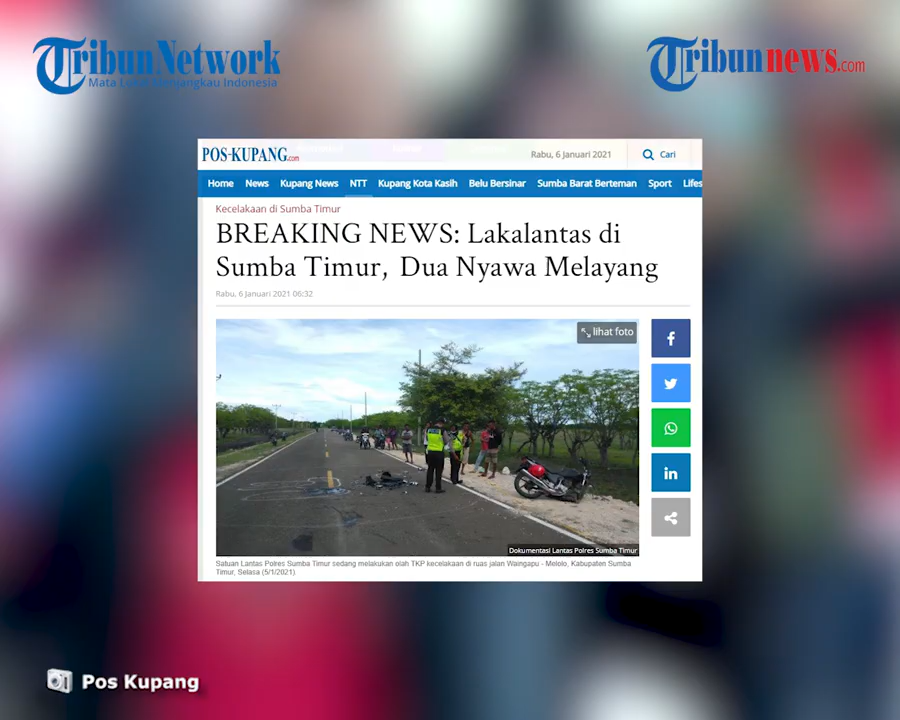 Tribun Network
Mata Lokal Menjangkau Indonesia
Tribunnews.com
POS-KUPANG.com
Rabu, 6 Januari 2021
Cari
Home News Kupang News NTT Kupang Kota Kasih Belu Bersinar Sumba Barat Berteman Sport Lifes
Kecelakaan di Sumba Timur
BREAKING NEWS: Lakalantas di
Sumba Timur, Dua Nyawa Melayang
Rabu, 6 Januari 2021 06:32
lihat foto
Dokumentasi Lantas Polres Sumba Timur
Satuan Lantas Polres Sumba Timur sedang melakukan olah TKP kecelakaan di ruas jalan Waingapu - Melolo, Kabupaten Sumba
Timur, Selasa (5/1/2021).
Pos Kupang